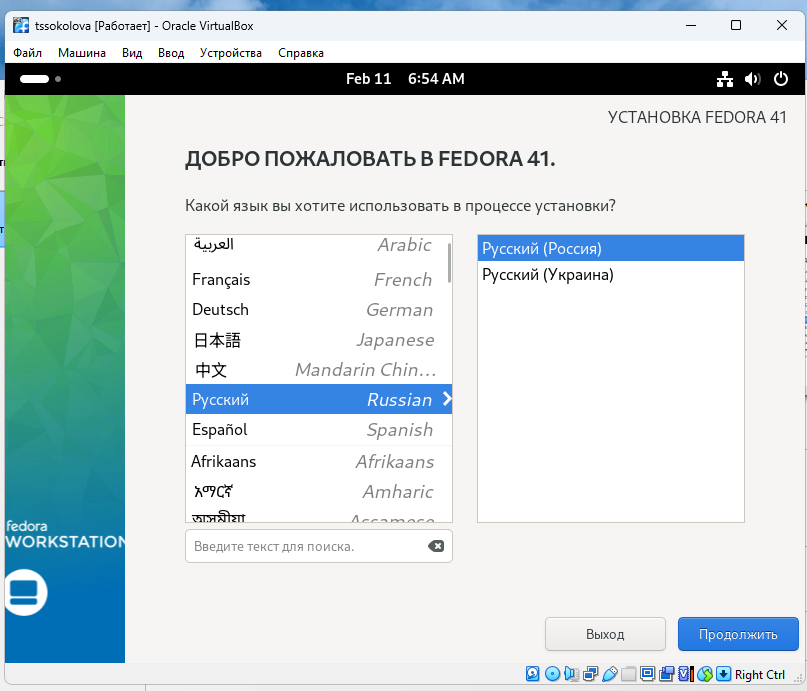 tssokolova [Работает] - Oracle VirtualBox
Файл Машина Вид Ввод Устройства Справка
Feb 11 6:54 AM
УСТАНОВКА FEDORA 41
ДОБРО ПОЖАЛОВАТЬ В FEDORA 41.
Какой язык вы хотите использовать в процессе установки?
العربية Arabic
Français French
Deutsch German
日本語 Japanese
中文 Mandarin Chin...
Русский Russian
Español Spanish
Afrikaans Afrikaans
አማርኛ Amharic
অসমীয়া Assamese
Русский (Россия)
Русский (Украина)
Введите текст для поиска.
fedora
WORKSTATION
Выход Продолжить
Right Ctrl